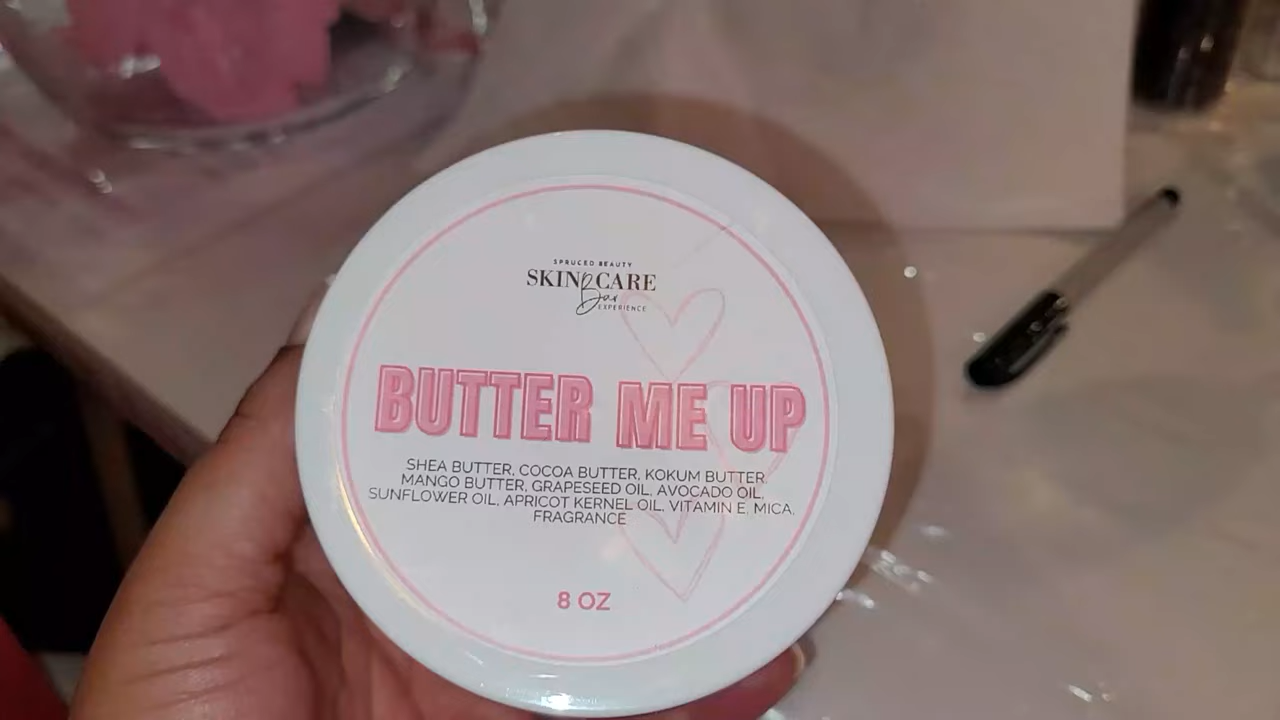 SPRUCED BEAUTY
SKIN CARE
Bar
EXPERIENCE
BUTTER ME UP
SHEA BUTTER, COCOA BUTTER, KOKUM BUTTER,
MANGO BUTTER, GRAPESEED OIL, AVOCADO OIL,
SUNFLOWER OIL, APRICOT KERNEL OIL, VITAMIN E, MICA,
FRAGRANCE
8 OZ